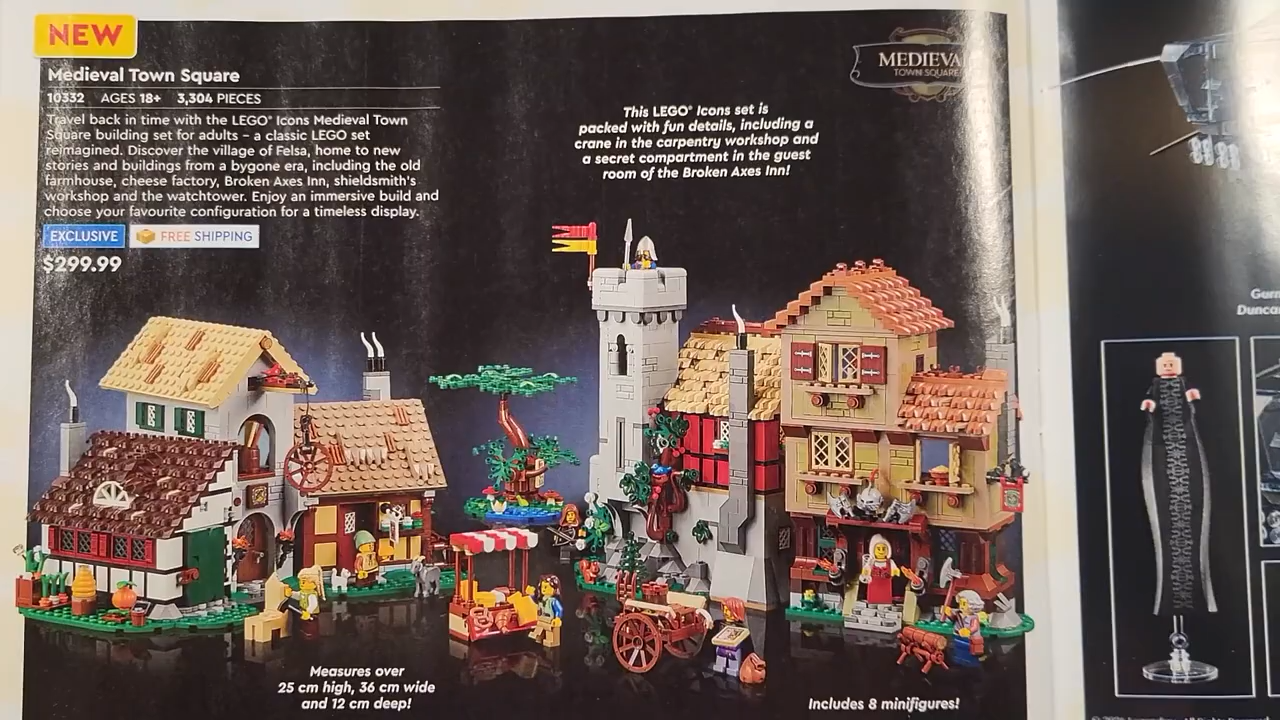 NEW
Medieval Town Square
10332 AGES 18+ 3,304 PIECES
Travel back in time with the LEGO® Icons Medieval Town
Square building set for adults – a classic LEGO set
reimagined. Discover the village of Felsa, home to new
stories and buildings from a bygone era, including the old
farmhouse, cheese factory, Broken Axes Inn, shieldsmith's
workshop and the watchtower. Enjoy an immersive build and
choose your favourite configuration for a timeless display.
EXCLUSIVE FREE SHIPPING
$299.99
This LEGO® Icons set is
packed with fun details, including a
crane in the carpentry workshop and
a secret compartment in the guest
room of the Broken Axes Inn!
MEDIEVAL
TOWN SQUARE
Measures over
25 cm high, 36 cm wide
and 12 cm deep!
Includes 8 minifigures!